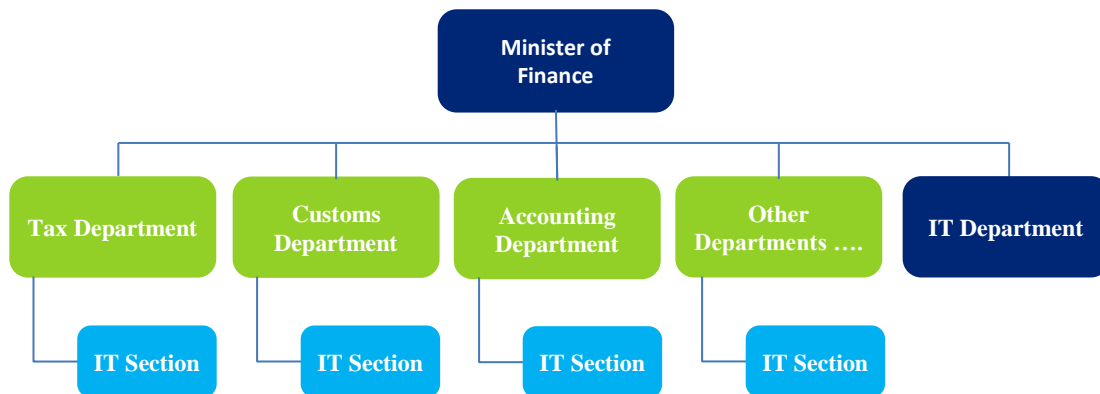 Minister of
Finance
Tax Department
Customs
Department
Accounting
Department
Other
Departments ....
IT Department
IT Section
IT Section
IT Section
IT Section